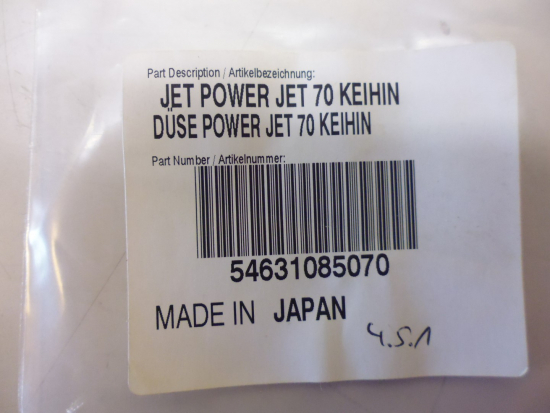 Part Description / Artikelbezeichnung:
JET POWER JET 70 KEIHIN
DÜSE POWER JET 70 KEIHIN
Part Number / Artikelnummer:
54631085070
MADE IN JAPAN
4.5.1